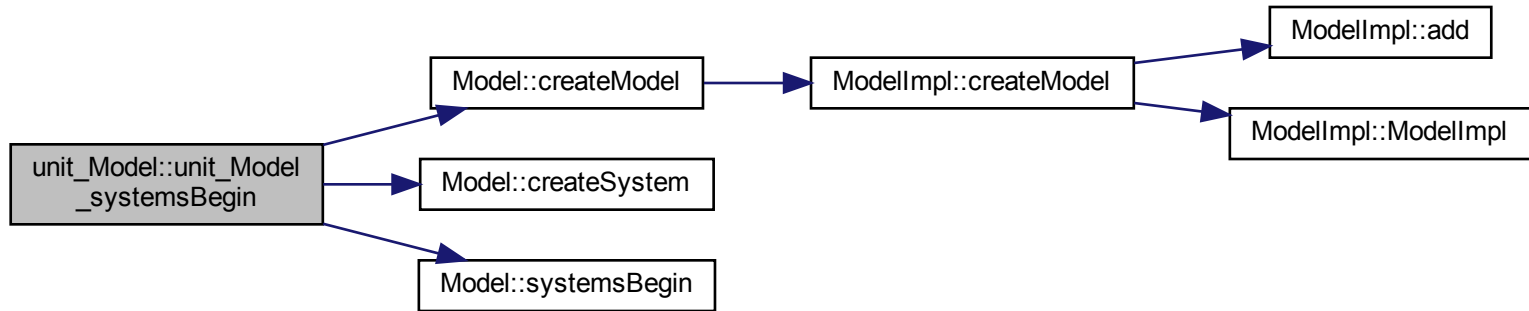 ModelImpl::add
Model::createModel
ModelImpl::createModel
ModelImpl::ModelImpl
unit_Model::unit_Model
_systemsBegin
Model::createSystem
Model::systemsBegin